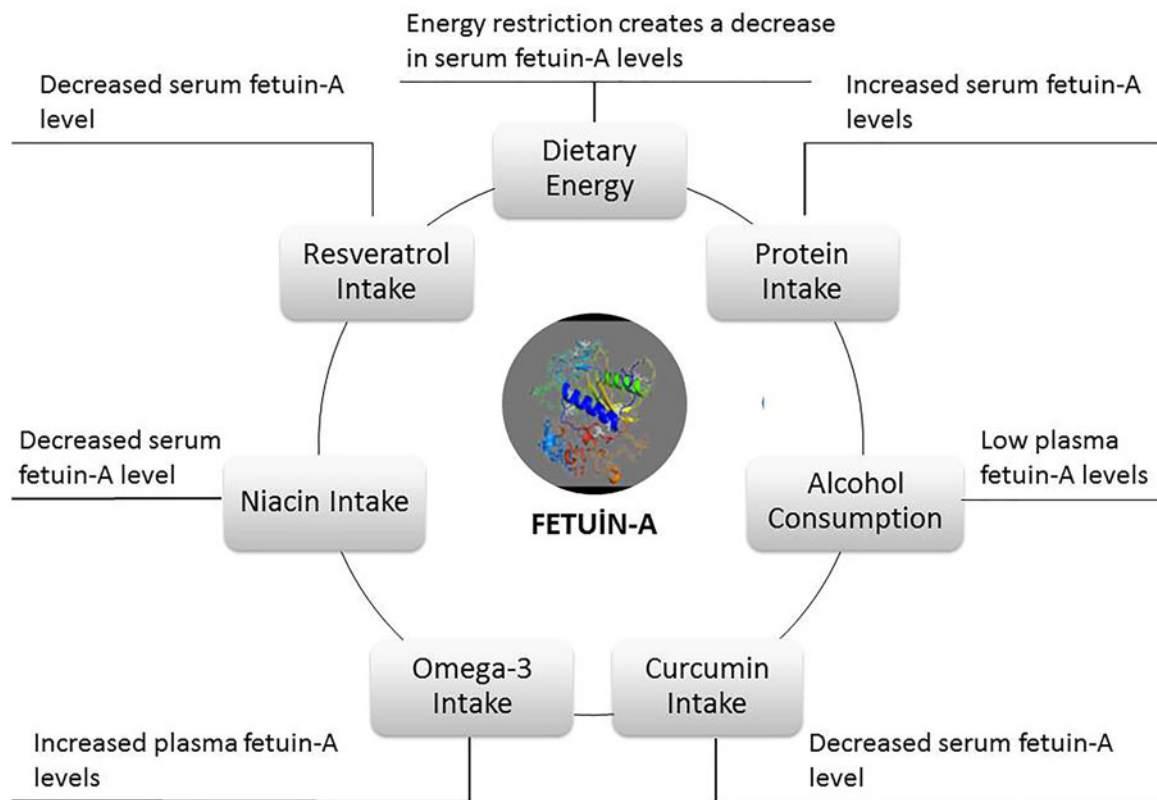 Energy restriction creates a decrease
in serum fetuin-A levels
Decreased serum fetuin-A
level
Increased serum fetuin-A
levels
Dietary
Energy
Resveratrol
Intake
Protein
Intake
Decreased serum
fetuin-A level
Niacin Intake
FETUİN-A
Alcohol
Consumption
Low plasma
fetuin-A levels
Omega-3
Intake
Curcumin
Intake
Increased plasma fetuin-A
levels
Decreased serum fetuin-A
level